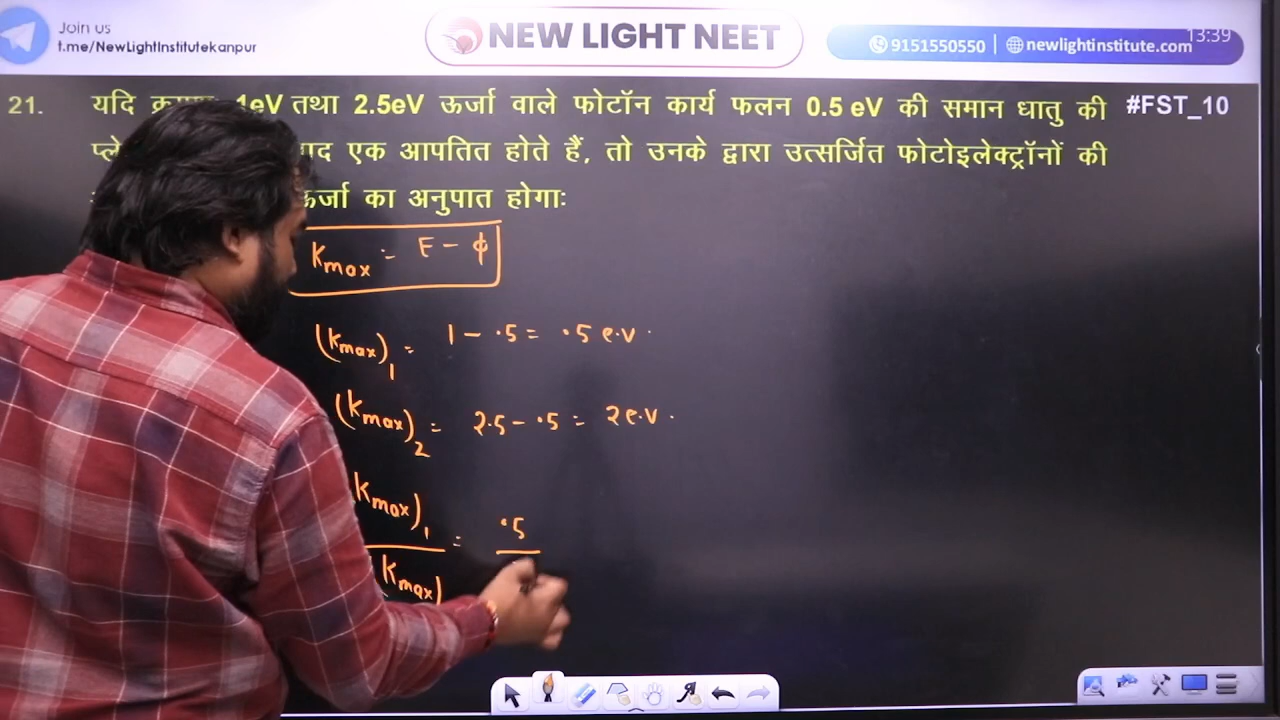 Join us
t.me/NewLightInstitutekanpur
NEW LIGHT NEET
9151550550 | newlightinstitute.com
13:39
21. यदि 1eV तथा 2.5eV ऊर्जा वाले फोटॉन कार्य फलन 0.5 eV की समान धातु की #FST_10
एक आपतित होते हैं, तो उनके द्वारा उत्सर्जित फोटोइलेक्ट्रॉनों की
ऊर्जा का अनुपात होगाः
Kmax = E - ϕ
(Kmax)1 = 1 - .5 = .5 e.v.
(Kmax)2 = 2.5 - .5 = 2 e.v.
Kmax)1 = .5
(Kmax)